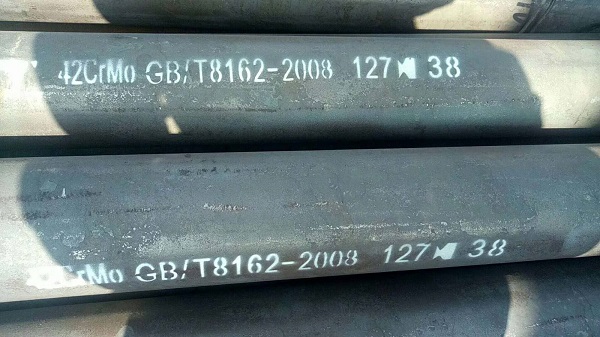 42CrMo GB/T8162-2008 127 38
CrMo GB/T8162-2008 127 38